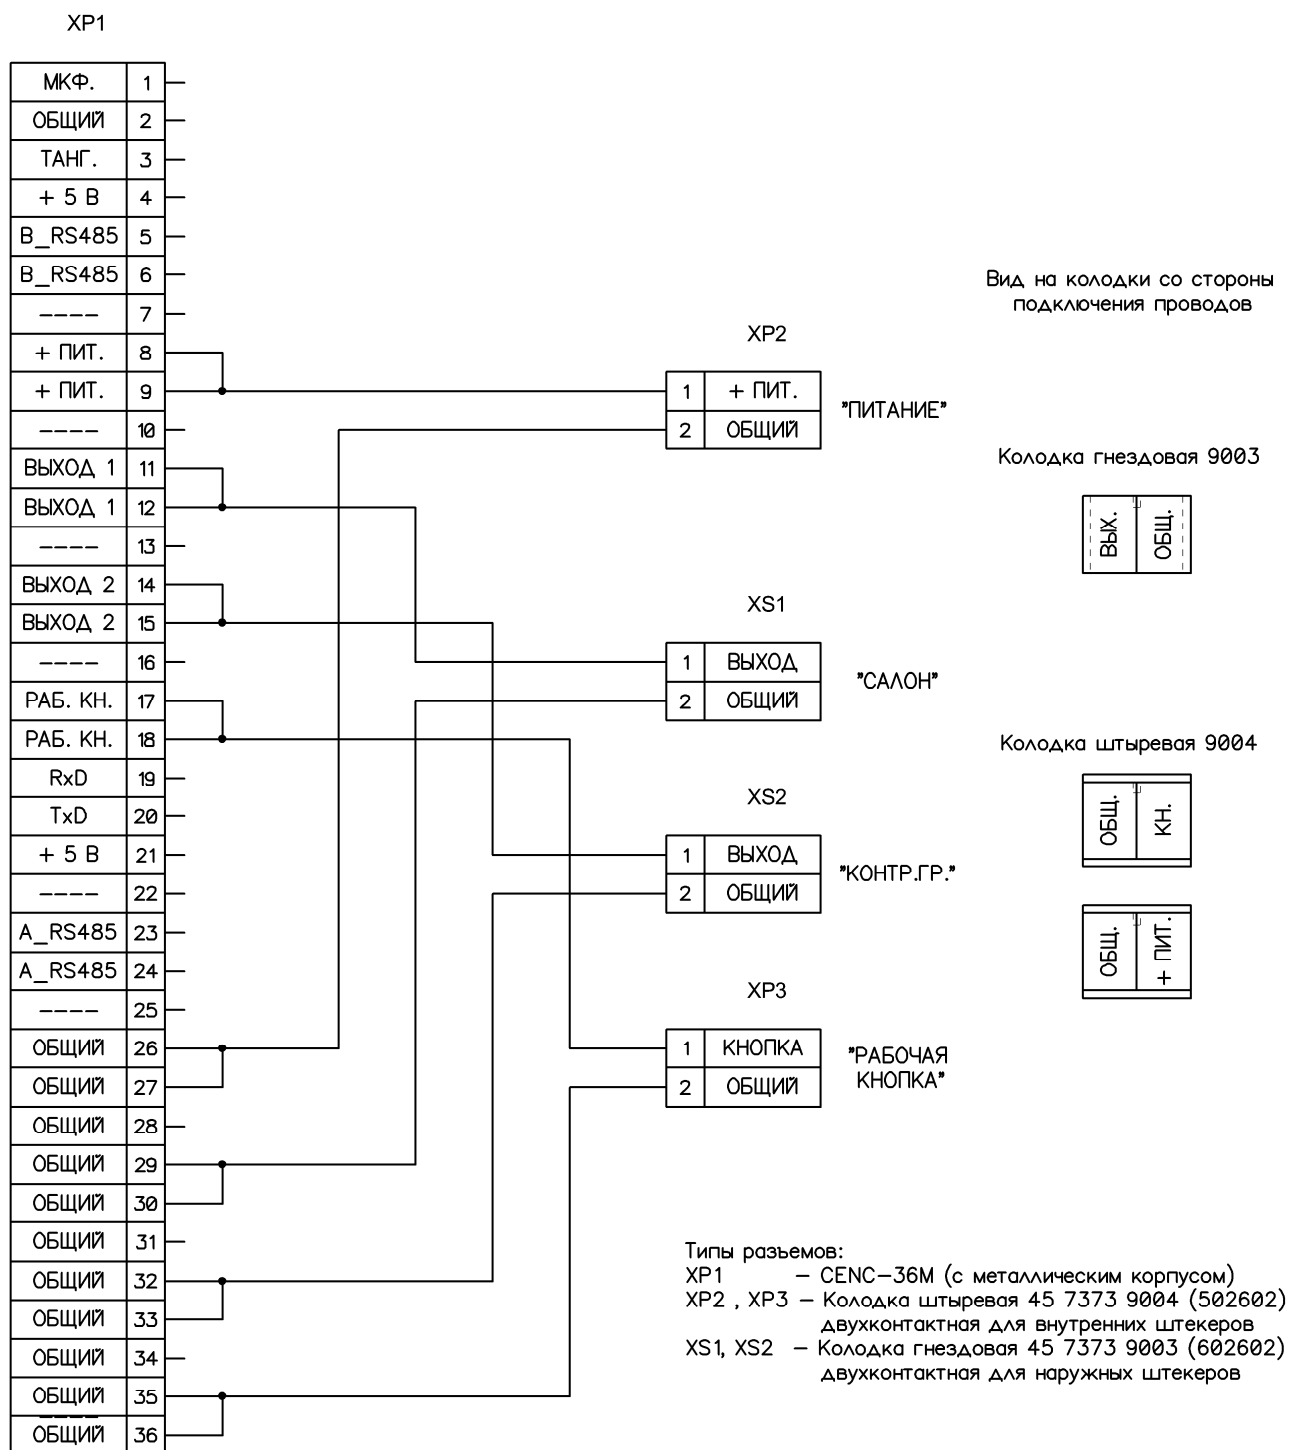 XP1
МКФ. 1
ОБЩИЙ 2
ТАНГ. 3
+ 5 В 4
B_RS485 5
B_RS485 6
---- 7
+ ПИТ. 8
+ ПИТ. 9
---- 10
ВЫХОД 1 11
ВЫХОД 1 12
---- 13
ВЫХОД 2 14
ВЫХОД 2 15
---- 16
РАБ. КН. 17
РАБ. КН. 18
RxD 19
TxD 20
+ 5 В 21
---- 22
A_RS485 23
A_RS485 24
---- 25
ОБЩИЙ 26
ОБЩИЙ 27
ОБЩИЙ 28
ОБЩИЙ 29
ОБЩИЙ 30
ОБЩИЙ 31
ОБЩИЙ 32
ОБЩИЙ 33
ОБЩИЙ 34
ОБЩИЙ 35
ОБЩИЙ 36
XP2
1 + ПИТ.
2 ОБЩИЙ
"ПИТАНИЕ"
XS1
1 ВЫХОД
2 ОБЩИЙ
"САЛОН"
XS2
1 ВЫХОД
2 ОБЩИЙ
"КОНТР.ГР."
XP3
1 КНОПКА
2 ОБЩИЙ
"РАБОЧАЯ
КНОПКА"
Вид на колодки со стороны
подключения проводов
Колодка гнездовая 9003
ВЫХ.
ОБЩ.
Колодка штыревая 9004
ОБЩ.
КН.
ОБЩ.
+ ПИТ.
Типы разъемов:
XP1 – CENC–36M (с металлическим корпусом)
XP2 , XP3 – Колодка штыревая 45 7373 9004 (502602)
двухконтактная для внутренних штекеров
XS1, XS2 – Колодка гнездовая 45 7373 9003 (602602)
двухконтактная для наружных штекеров